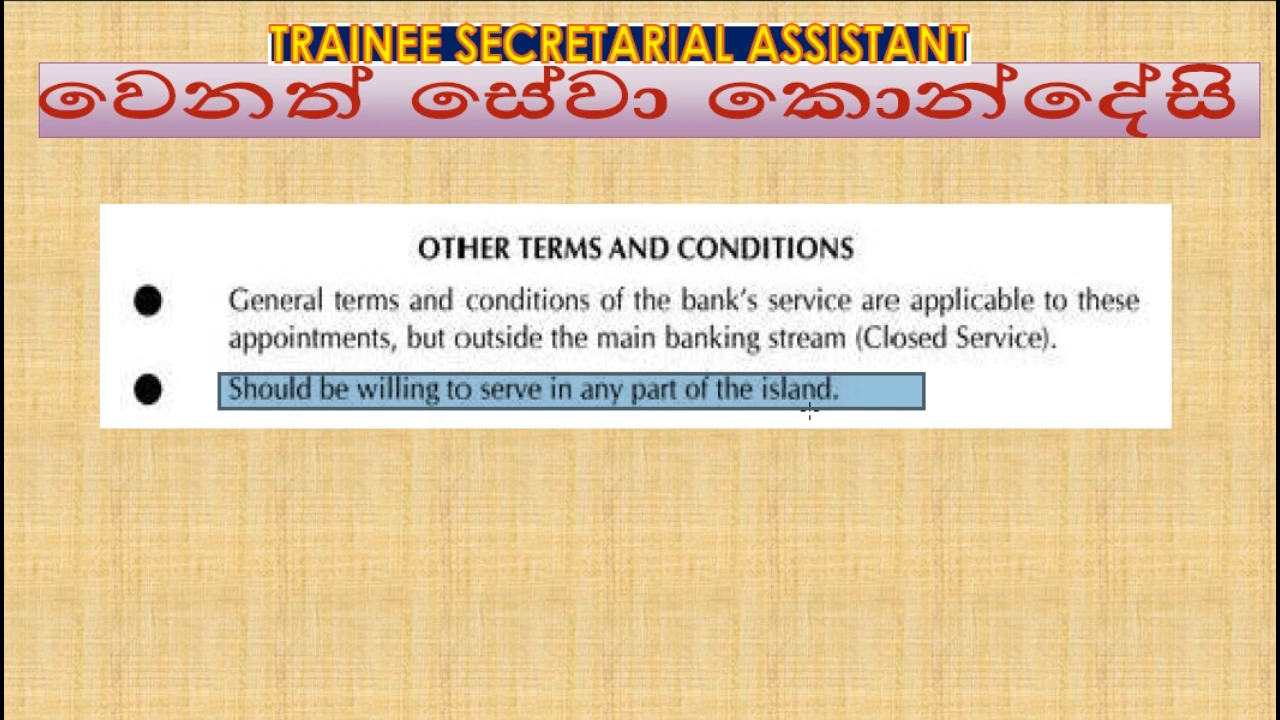 TRAINEE SECRETARIAL ASSISTANT
වෙනත් සේවා කොන්දේසි
OTHER TERMS AND CONDITIONS
● General terms and conditions of the bank's service are applicable to these
appointments, but outside the main banking stream (Closed Service).
● Should be willing to serve in any part of the island.